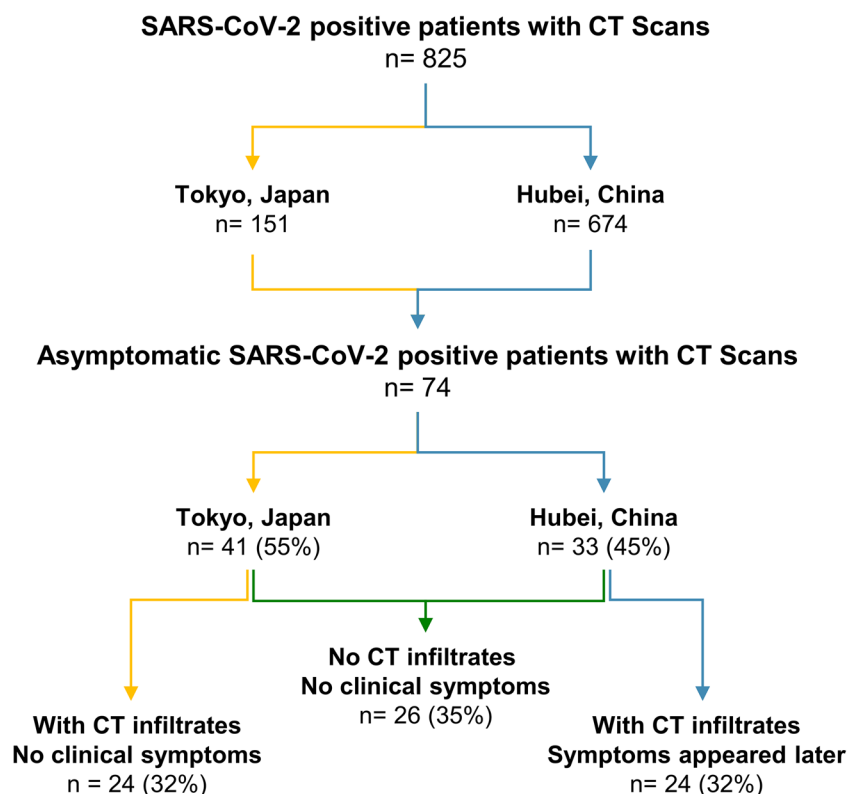 SARS-CoV-2 positive patients with CT Scans
n= 825
Tokyo, Japan
n= 151
Hubei, China
n= 674
Asymptomatic SARS-CoV-2 positive patients with CT Scans
n= 74
Tokyo, Japan
n= 41 (55%)
Hubei, China
n= 33 (45%)
No CT infiltrates
No clinical symptoms
n= 26 (35%)
With CT infiltrates
No clinical symptoms
n = 24 (32%)
With CT infiltrates
Symptoms appeared later
n= 24 (32%)